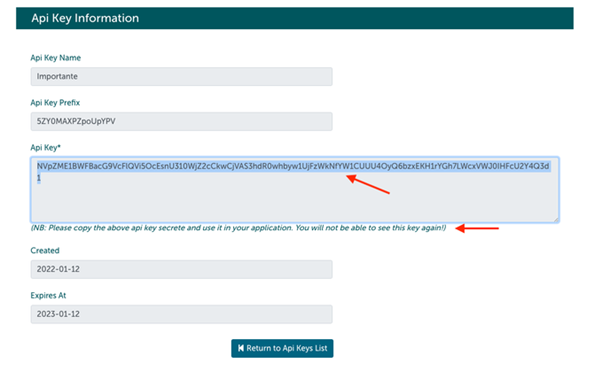 Api Key Information
Api Key Name
Importante
Api Key Prefix
5ZY0MAXPZpoUpYPV
Api Key*
NVpZME1BWFBacG9VcFlQVi5OcEsnU310WjZ2cCkwCjVAS3hdR0whbyw1UjFzWkNfYW1CUUU4OyQ6bzxEKH1rYGh7LWcxVWJ0IHFcU2Y4Q3d
1
(NB: Please copy the above api key secrete and use it in your application. You will not be able to see this key again!)
Created
2022-01-12
Expires At
2023-01-12
Return to Api Keys List